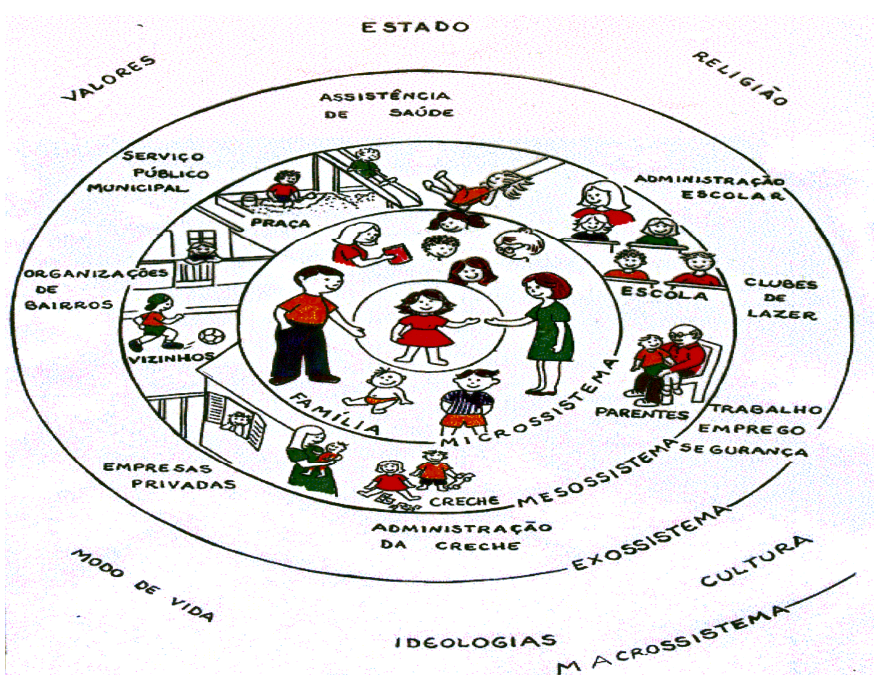 ESTADO
VALORES
RELIGIÃO
ASSISTÊNCIA
DE SAÚDE
SERVIÇO
PÚBLICO
MUNICIPAL
ADMINISTRAÇÃO
ESCOLAR
PRAÇA
ORGANIZAÇÕES
DE
BAIRROS
ESCOLA
CLUBES
DE
LAZER
VIZINHOS
FAMÍLIA
MICROSSISTEMA
PARENTES
TRABALHO
EMPREGO
SEGURANÇA
EMPRESAS
PRIVADAS
CRECHE
MESOSSISTEMA
ADMINISTRAÇÃO
DA CRECHE
EXOSSISTEMA
MODO DE VIDA
CULTURA
IDEOLOGIAS
MACROSSISTEMA